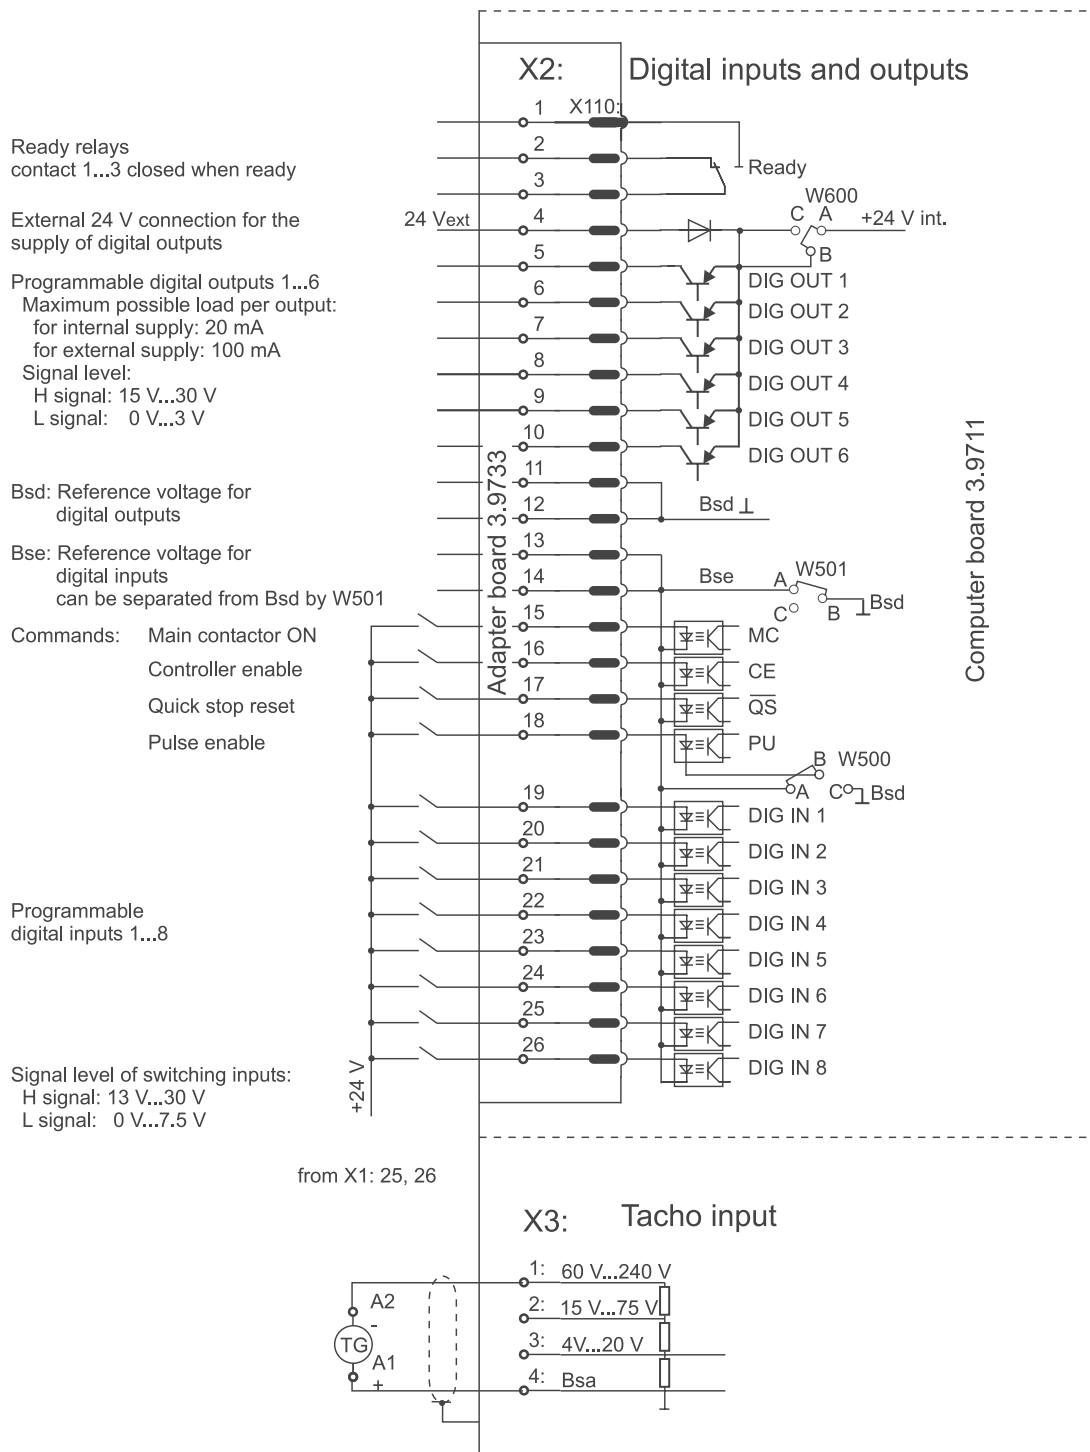 X2: Digital inputs and outputs
1 X110:
Ready relays
contact 1...3 closed when ready
2
Ready
3
External 24 V connection for the
supply of digital outputs
24 Vext
4
W600
C A
+24 V int.
B
Programmable digital outputs 1...6
Maximum possible load per output:
for internal supply: 20 mA
for external supply: 100 mA
Signal level:
H signal: 15 V...30 V
L signal: 0 V...3 V
5
DIG OUT 1
6
DIG OUT 2
7
DIG OUT 3
8
DIG OUT 4
9
DIG OUT 5
10
DIG OUT 6
Adapter board 3.9733
Computer board 3.9711
Bsd: Reference voltage for
digital outputs
11
12
Bsd
Bse: Reference voltage for
digital inputs
can be separated from Bsd by W501
13
14
Bse
A W501
C B
Bsd
Commands: Main contactor ON
15
MC
Controller enable
16
CE
Quick stop reset
17
QS
Pulse enable
18
PU
B W500
A C Bsd
19
DIG IN 1
20
DIG IN 2
21
DIG IN 3
Programmable
digital inputs 1...8
22
DIG IN 4
23
DIG IN 5
24
DIG IN 6
25
DIG IN 7
26
DIG IN 8
Signal level of switching inputs:
H signal: 13 V...30 V
L signal: 0 V...7.5 V
+24 V
from X1: 25, 26
X3: Tacho input
1: 60 V...240 V
2: 15 V...75 V
3: 4V...20 V
4: Bsa
A2
-
TG
A1
+